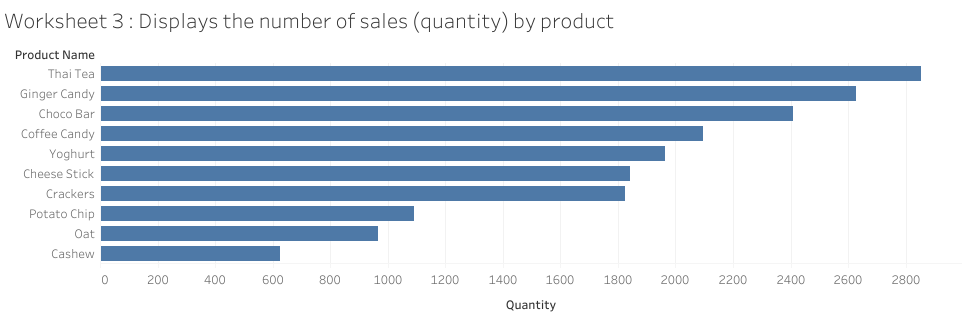 Worksheet 3 : Displays the number of sales (quantity) by product
Product Name
Thai Tea
Ginger Candy
Choco Bar
Coffee Candy
Yoghurt
Cheese Stick
Crackers
Potato Chip
Oat
Cashew
0 200 400 600 800 1000 1200 1400 1600 1800 2000 2200 2400 2600 2800
Quantity